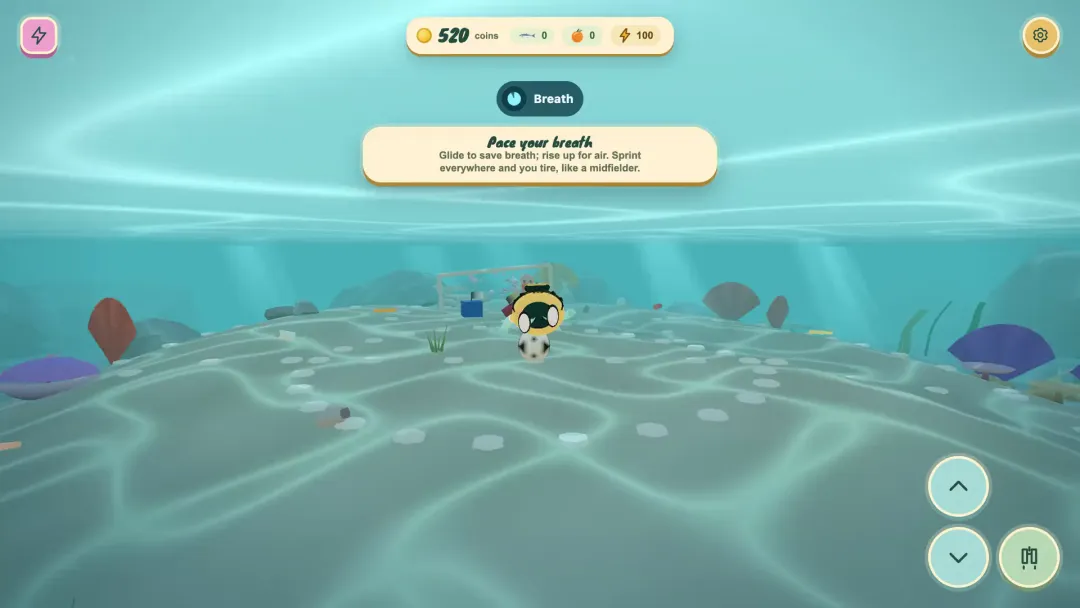 520 coins 0 0 100
Breath
Pace your breath
Glide to save breath; rise up for air. Sprint
everywhere and you tire, like a midfielder.